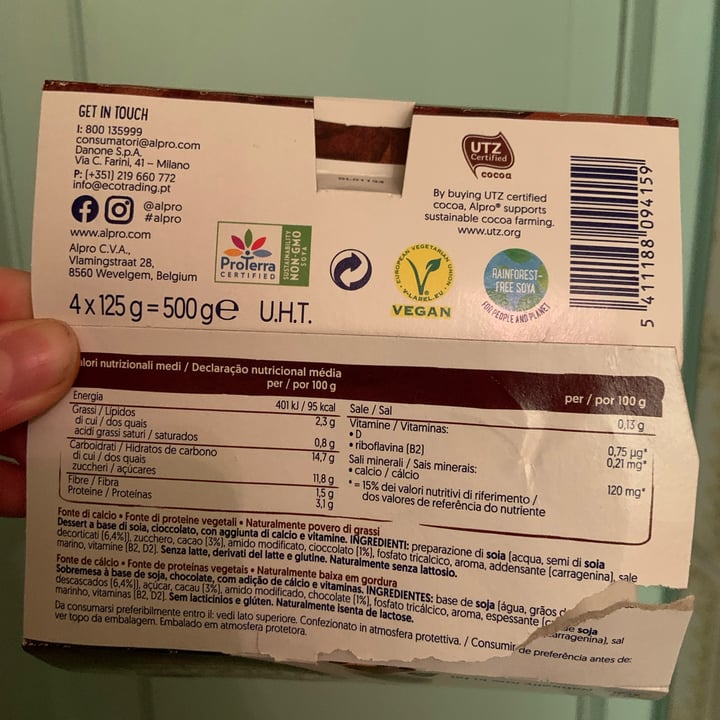 GET IN TOUCH
I: 800 135999
consumatori@alpro.com
Danone S.p.A.
Via C. Farini, 41 – Milano
P: (+351) 219 660 772
info@ecotrading.pt
@alpro
#alpro
www.alpro.com
Alpro C.V.A.,
Vlamingstraat 28,
8560 Wevelgem, Belgium
ProTerra
CERTIFIED
SUSTAINABILITY
NON-GMO
SOYA
EUROPEAN VEGETARIAN UNION
V-LABEL.EU
VEGAN
RAINFOREST-
FREE SOYA
FOR PEOPLE AND PLANET
UTZ
Certified
cocoa
By buying UTZ certified
cocoa, Alpro® supports
sustainable cocoa farming.
www.utz.org
5 411188 094159
4 x 125 g = 500 g e U.H.T.
alori nutrizionali medi / Declaração nutricional média
per / por 100 g
per / por 100 g
Energia 401 kJ / 95 kcal
Grassi / Lípidos 2,3 g
di cui / dos quais
acidi grassi saturi / saturados 0,8 g
Carboidrati / Hidratos de carbono 14,7 g
di cui / dos quais
zuccheri / açúcares 11,8 g
Fibre / Fibra 1,5 g
Proteine / Proteínas 3,1 g
Sale / Sal 0,13 g
Vitamine / Vitaminas:
• D 0,75 µg*
• riboflavina (B2) 0,21 mg*
Sali minerali / Sais minerais:
• calcio / cálcio 120 mg*
* = 15% dei valori nutritivi di riferimento /
dos valores de referência do nutriente
Fonte di calcio • Fonte di proteine vegetali • Naturalmente povero di grassi
Dessert a base di soia, cioccolato, con aggiunta di calcio e vitamine. INGREDIENTI: preparazione di soia (acqua, semi di soia
decorticati (6,4%)), zucchero, cacao (3%), amido modificato, cioccolato (1%), fosfato tricalcico, aroma, addensante (carragenina), sale
marino, vitamine (B2, D2). Senza latte, derivati del latte e glutine. Naturalmente senza lattosio.
Fonte de cálcio • Fonte de proteínas vegetais • Naturalmente baixa em gordura
Sobremesa à base de soja, chocolate, com adição de cálcio e vitaminas. INGREDIENTES: base de soja (água, grãos d e soja
descascados (6,4%)), açúcar, cacau (3%), amido modificado, chocolate (1%), fosfato tricálcico, aroma, espessante (carragenina), sal
marinho, vitaminas (B2, D2). Sem lacticínios e glúten. Naturalmente isenta de lactose.
Da consumarsi preferibilmente entro il: vedi lato superiore. Confezionato in atmosfera protettiva. / Consumir de preferência antes de:
ver topo da embalagem. Embalado em atmosfera protetora.